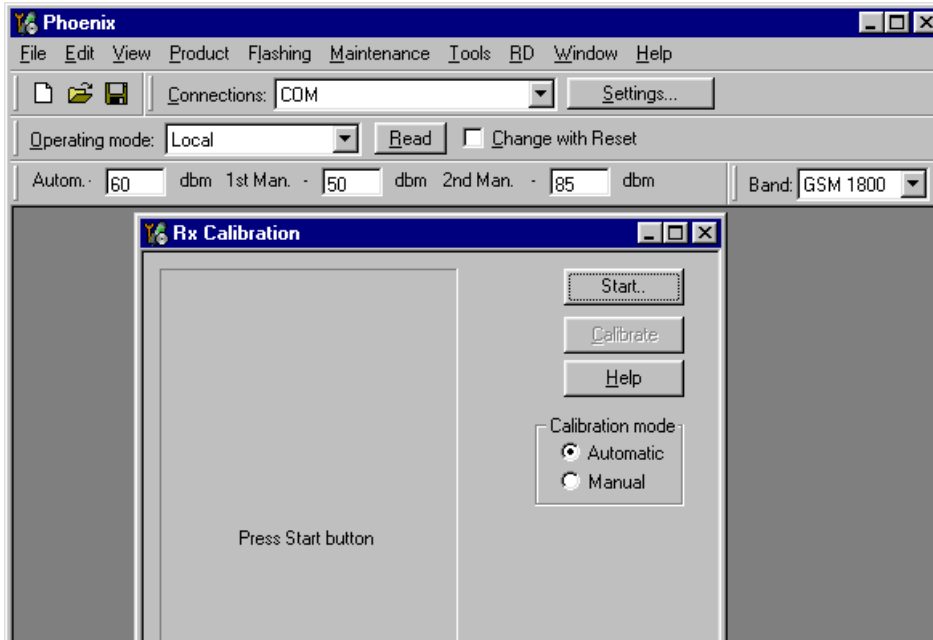 Phoenix
File Edit View Product Flashing Maintenance Tools RD Window Help
Connections: COM Settings...
Operating mode: Local Read Change with Reset
Autom. - 60 dbm 1st Man. - 50 dbm 2nd Man. - 85 dbm Band: GSM 1800
Rx Calibration
Start..
Calibrate
Help
Calibration mode
Automatic
Manual
Press Start button